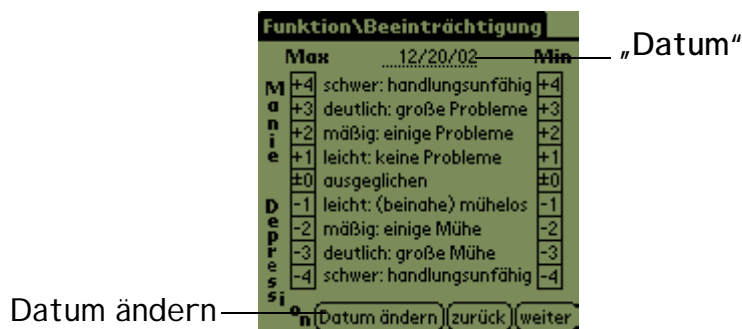 Funktion\Beeinträchtigung
Max 12/20/02 Min
„Datum“
Manie
+4 schwer: handlungsunfähig +4
+3 deutlich: große Probleme +3
+2 mäßig: einige Probleme +2
+1 leicht: keine Probleme +1
±0 ausgeglichen ±0
Depression
-1 leicht: (beinahe) mühelos -1
-2 mäßig: einige Mühe -2
-3 deutlich: große Mühe -3
-4 schwer: handlungsunfähig -4
Datum ändern
Datum ändern zurück weiter